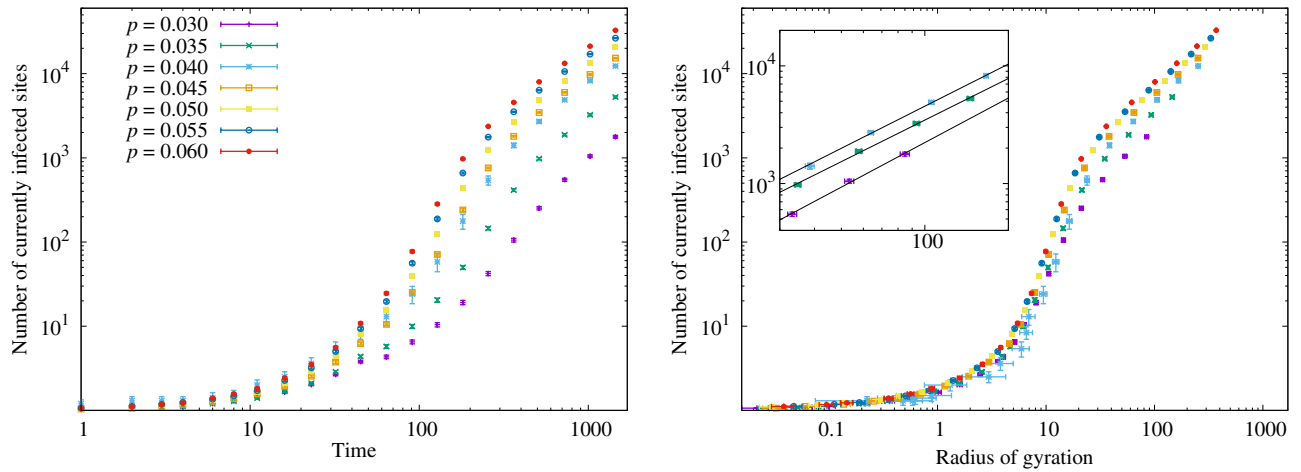 p = 0.030
p = 0.035
p = 0.040
p = 0.045
p = 0.050
p = 0.055
p = 0.060
10^4
10^3
10^2
10^1
Number of currently infected sites
1
10
100
1000
Time
10^4
10^3
10^2
10^1
Number of currently infected sites
10^4
10^3
100
0.1
1
10
100
1000
Radius of gyration